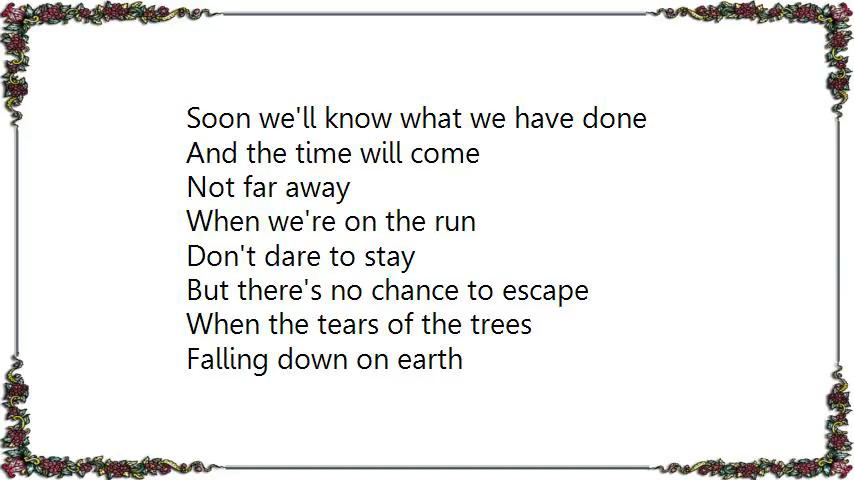 Soon we'll know what we have done
And the time will come
Not far away
When we're on the run
Don't dare to stay
But there's no chance to escape
When the tears of the trees
Falling down on earth